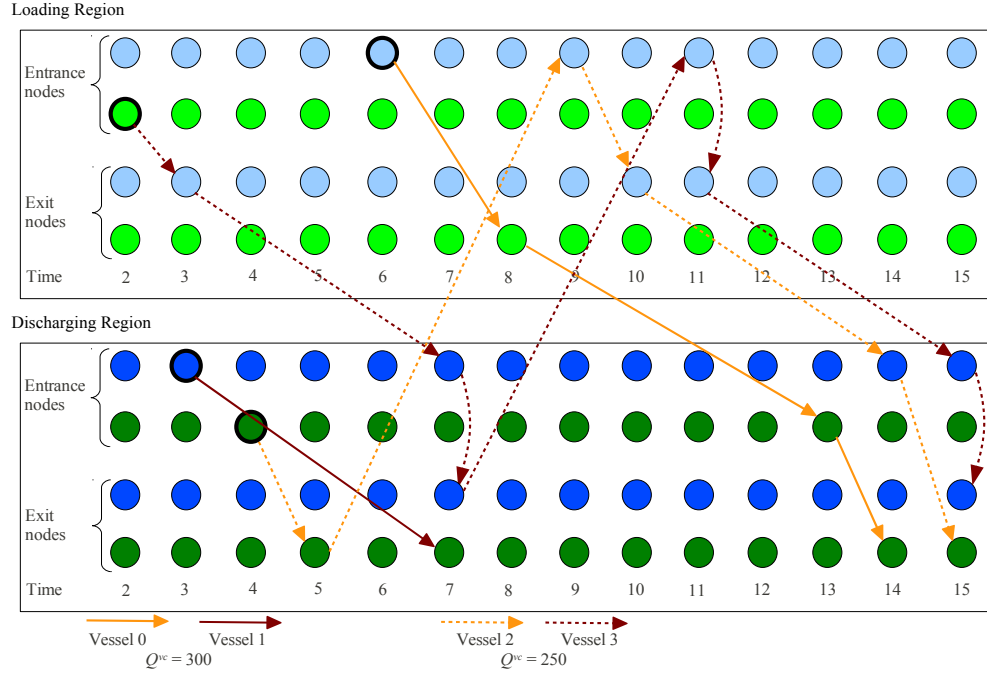 Loading Region
Entrance
nodes
Exit
nodes
Time 2 3 4 5 6 7 8 9 10 11 12 13 14 15
Discharging Region
Entrance
nodes
Exit
nodes
Time 2 3 4 5 6 7 8 9 10 11 12 13 14 15
Vessel 0 Vessel 1 Vessel 2 Vessel 3
Q^vc = 300 Q^vc = 250